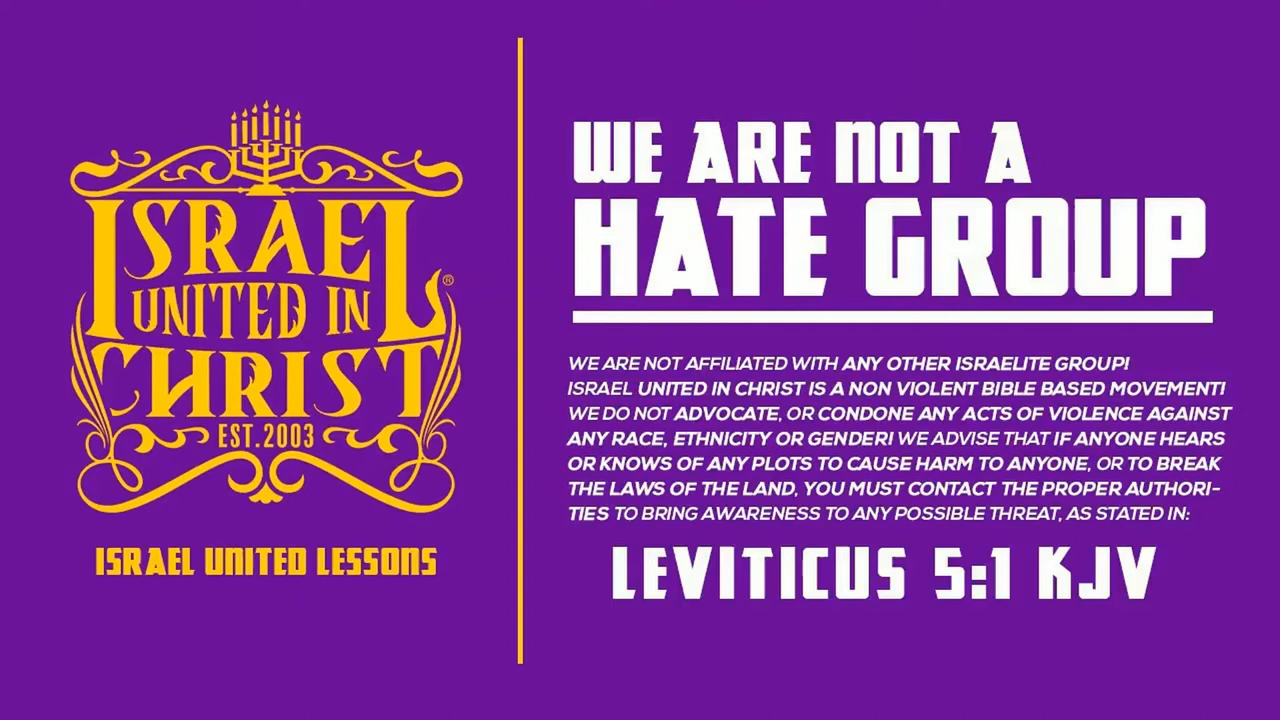 ISRAEL
UNITED IN
CHRIST
EST.2003
®
ISRAEL UNITED LESSONS
WE ARE NOT A
HATE GROUP
WE ARE NOT AFFILIATED WITH ANY OTHER ISRAELITE GROUP!
ISRAEL UNITED IN CHRIST IS A NON VIOLENT BIBLE BASED MOVEMENT!
WE DO NOT ADVOCATE, OR CONDONE ANY ACTS OF VIOLENCE AGAINST
ANY RACE, ETHNICITY OR GENDER! WE ADVISE THAT IF ANYONE HEARS
OR KNOWS OF ANY PLOTS TO CAUSE HARM TO ANYONE, OR TO BREAK
THE LAWS OF THE LAND, YOU MUST CONTACT THE PROPER AUTHORI-
TIES TO BRING AWARENESS TO ANY POSSIBLE THREAT, AS STATED IN:
LEVITICUS 5:1 KJV